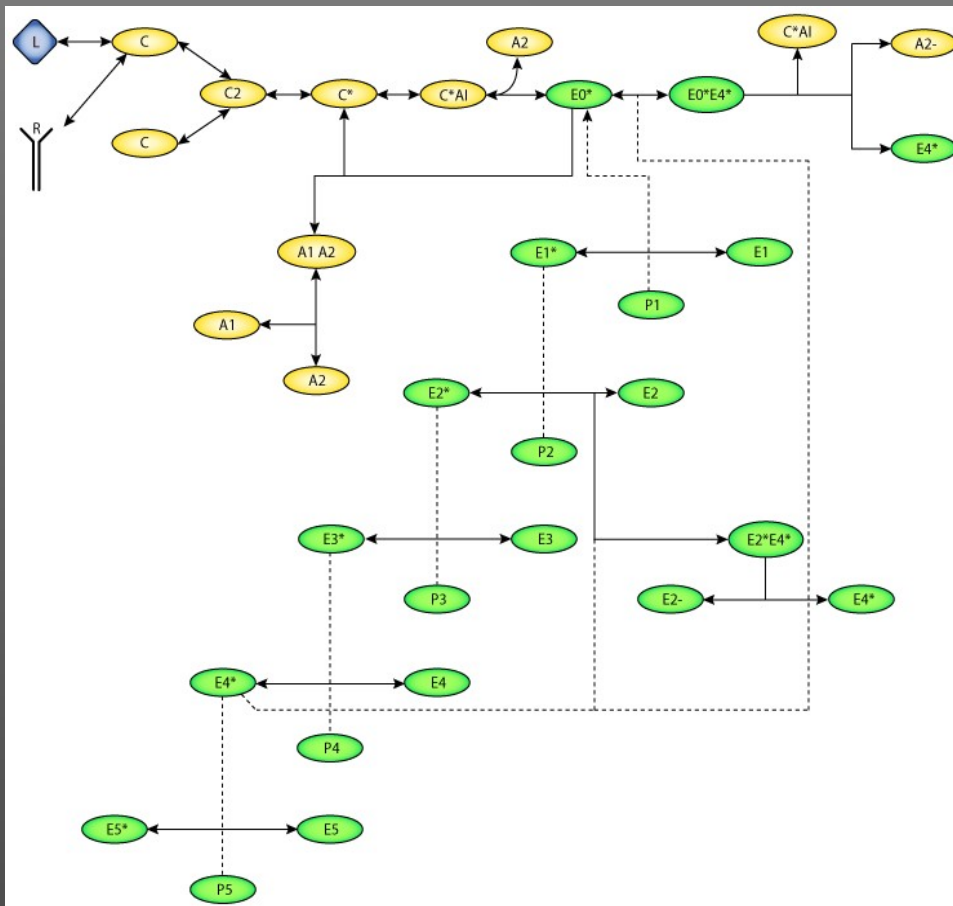 L
C
R
C2
C
C*
C*AI
A2
E0*
E0*E4*
C*AI
A2-
E4*
A1 A2
A1
A2
E1*
E1
P1
E2*
E2
P2
E3*
E3
E2*E4*
P3
E2-
E4*
E4*
E4
P4
E5*
E5
P5